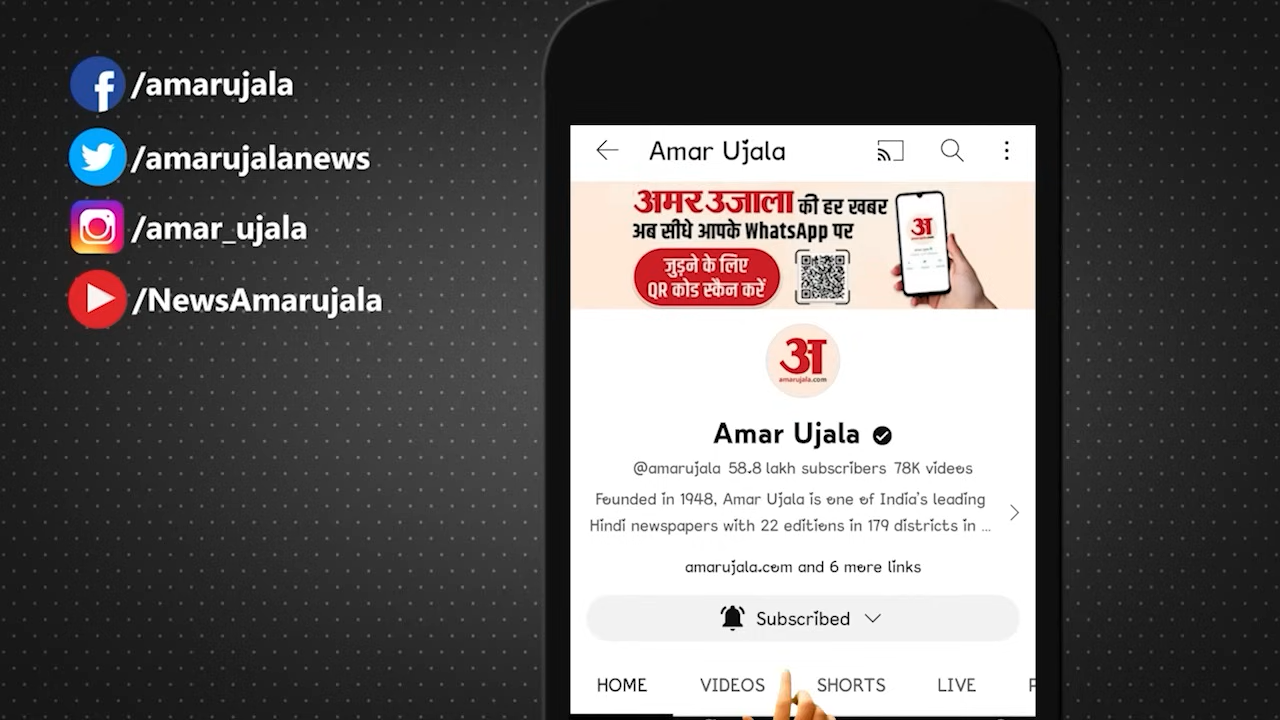 /amarujala
/amarujalanews
/amar_ujala
/NewsAmarujala
Amar Ujala
अमर उजाला की हर खबर
अब सीधे आपके WhatsApp पर
जुड़ने के लिए
QR कोड स्कैन करें
अ
अ
amarujala.com
Amar Ujala
@amarujala 58.8 lakh subscribers 78K videos
Founded in 1948, Amar Ujala is one of India's leading
Hindi newspapers with 22 editions in 179 districts in ...
amarujala.com and 6 more links
Subscribed
HOME VIDEOS SHORTS LIVE